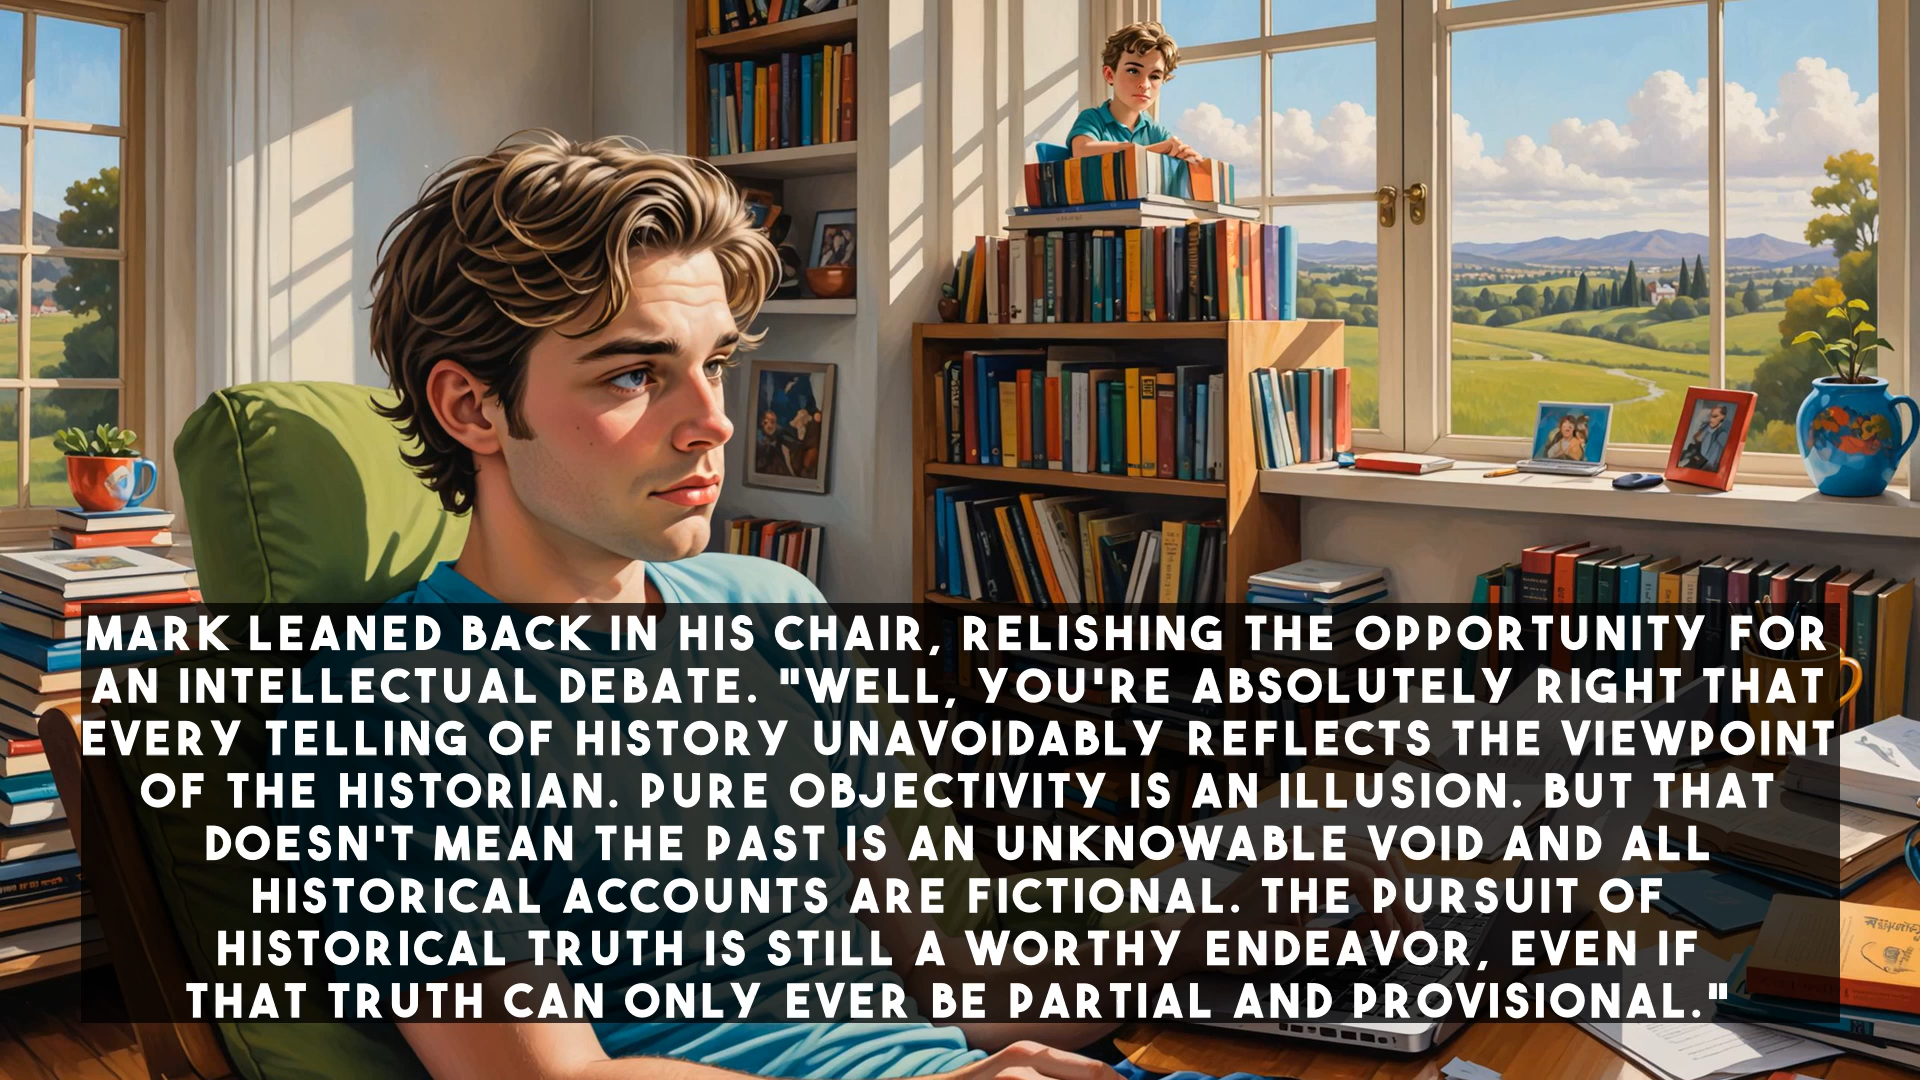 MARK LEANED BACK IN HIS CHAIR, RELISHING THE OPPORTUNITY FOR
AN INTELLECTUAL DEBATE. "WELL, YOU'RE ABSOLUTELY RIGHT THAT
EVERY TELLING OF HISTORY UNAVOIDABLY REFLECTS THE VIEWPOINT
OF THE HISTORIAN. PURE OBJECTIVITY IS AN ILLUSION. BUT THAT
DOESN'T MEAN THE PAST IS AN UNKNOWABLE VOID AND ALL
HISTORICAL ACCOUNTS ARE FICTIONAL. THE PURSUIT OF
HISTORICAL TRUTH IS STILL A WORTHY ENDEAVOR, EVEN IF
THAT TRUTH CAN ONLY EVER BE PARTIAL AND PROVISIONAL."